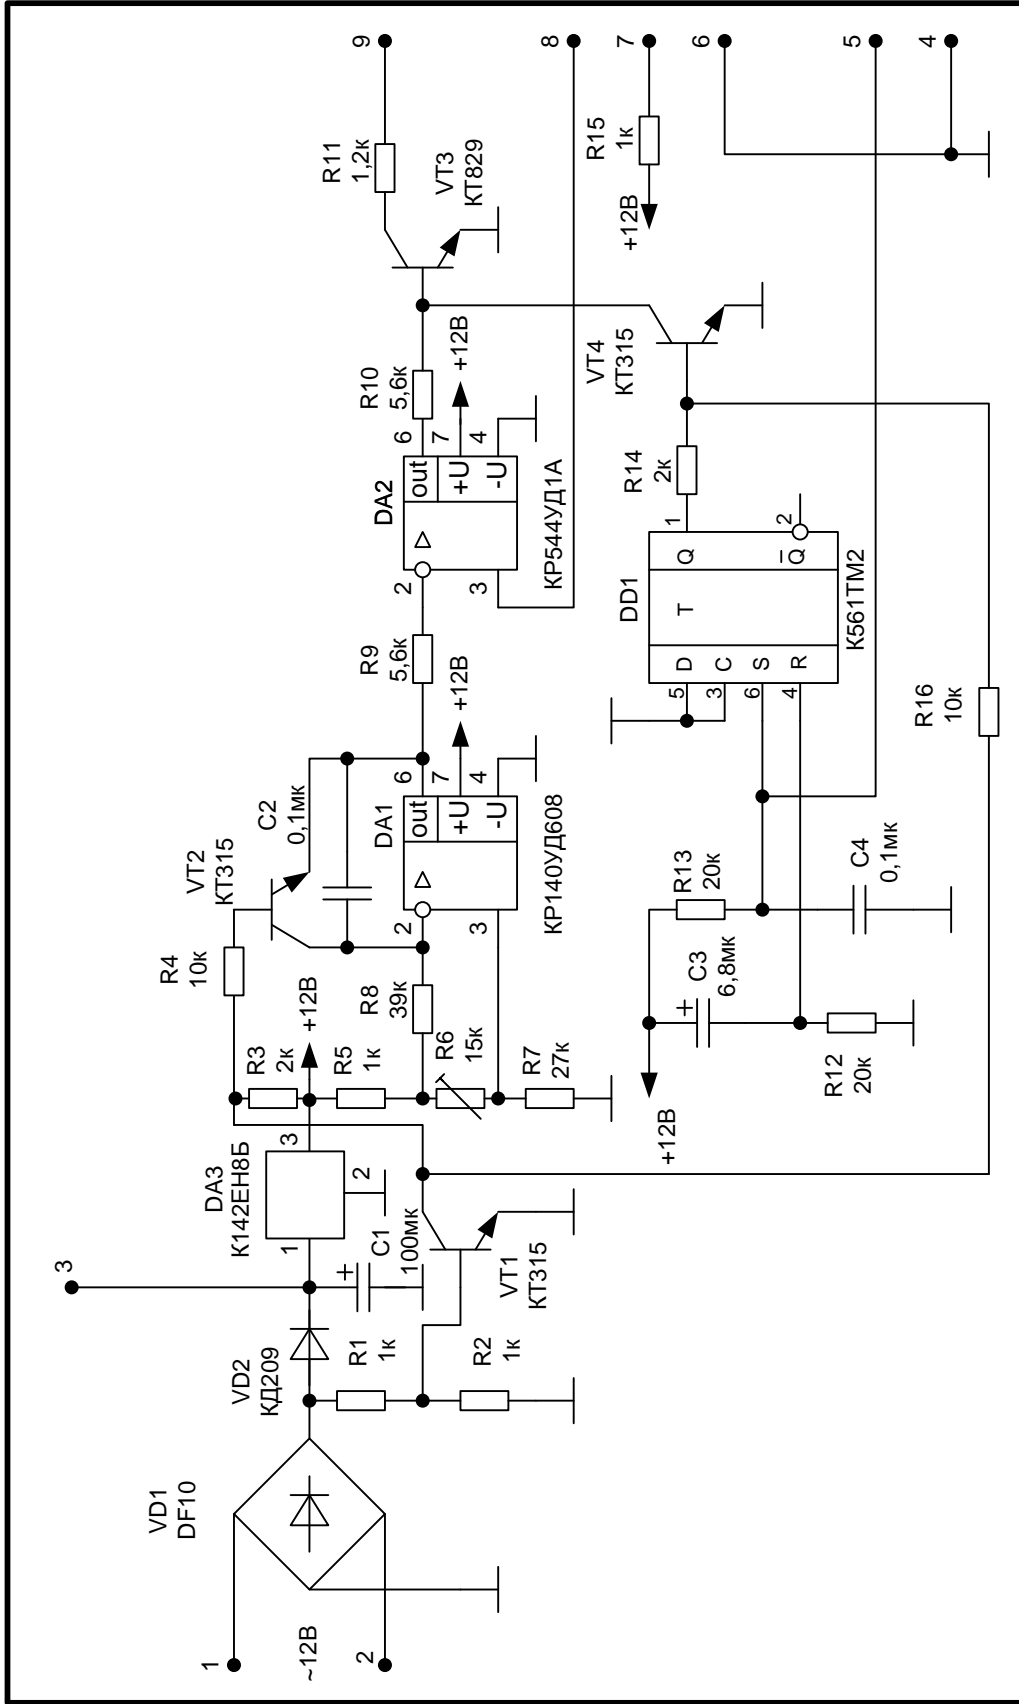 1
~12В
2
VD1
DF10
VD2
КД209
3
R1
1к
R2
1к
C1
100мк
+
VT1
КТ315
DA3
К142ЕН8Б
1
2
3
R3
2к
+12В
R4
10к
R5
1к
R6
15к
R7
27к
R8
39к
VT2
КТ315
C2
0,1мк
DA1
2
3
out
+U
-U
6
7
4
+12В
КР140УД608
R9
5,6к
DA2
2
3
out
+U
-U
6
7
4
+12В
КР544УД1А
R10
5,6к
VT3
КТ829
R11
1,2к
9
8
7
6
5
4
R15
1к
+12В
VT4
КТ315
R14
2к
DD1
T
D
C
S
R
5
3
6
4
Q
Q
1
2
К561ТМ2
R16
10к
R13
20к
C4
0,1мк
C3
6,8мк
+
R12
20к
+12В